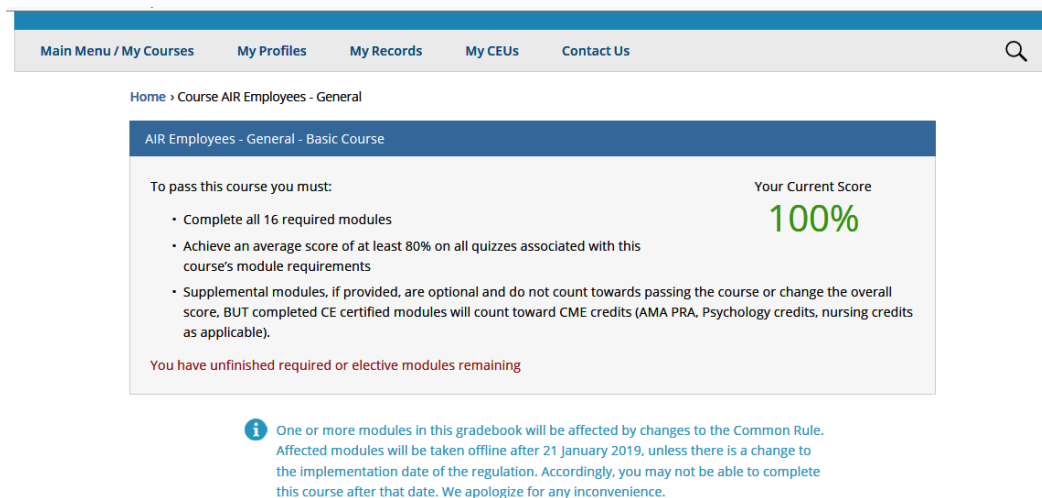 Main Menu / My Courses My Profiles My Records My CEUs Contact Us
Home › Course AIR Employees - General
AIR Employees - General - Basic Course
To pass this course you must:
Your Current Score
100%
• Complete all 16 required modules
• Achieve an average score of at least 80% on all quizzes associated with this
course's module requirements
• Supplemental modules, if provided, are optional and do not count towards passing the course or change the overall
score, BUT completed CE certified modules will count toward CME credits (AMA PRA, Psychology credits, nursing credits
as applicable).
You have unfinished required or elective modules remaining
One or more modules in this gradebook will be affected by changes to the Common Rule.
Affected modules will be taken offline after 21 January 2019, unless there is a change to
the implementation date of the regulation. Accordingly, you may not be able to complete
this course after that date. We apologize for any inconvenience.